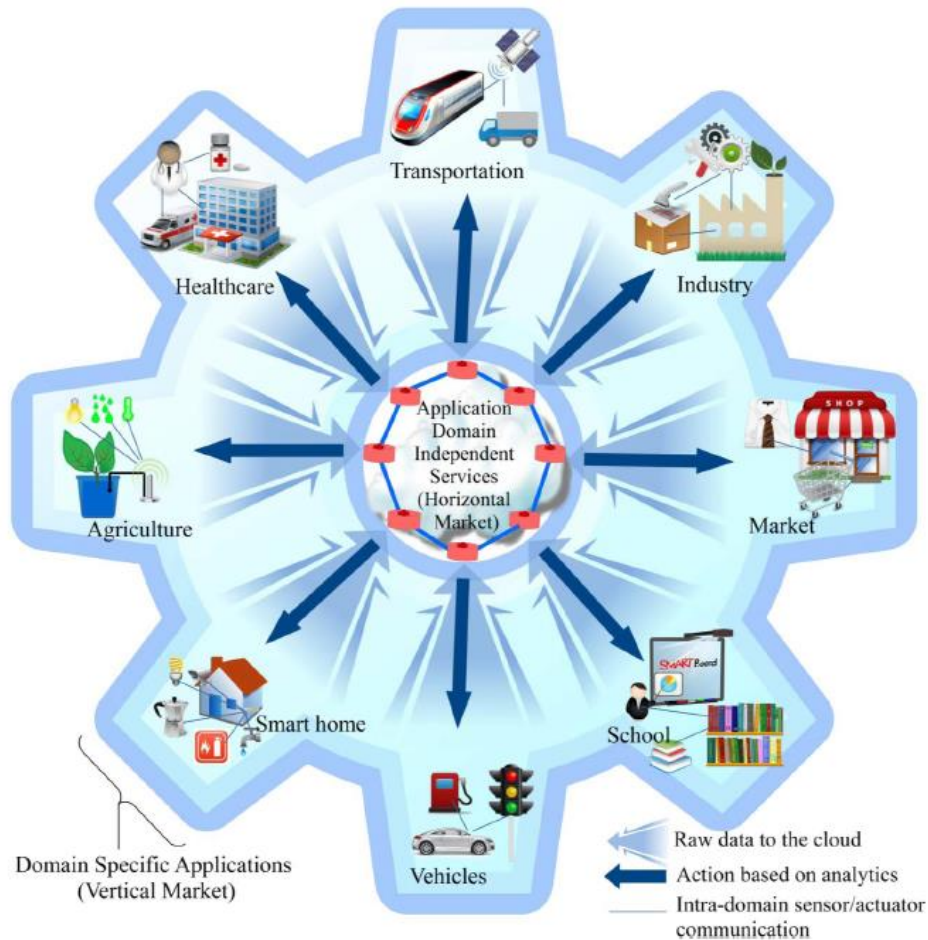 Transportation
Healthcare
Industry
Application
Domain
Independent
Services
(Horizontal
Market)
SHOP
Agriculture
Market
SMART Board
Smart home
School
Vehicles
Domain Specific Applications
(Vertical Market)
Raw data to the cloud
Action based on analytics
Intra-domain sensor/actuator
communication